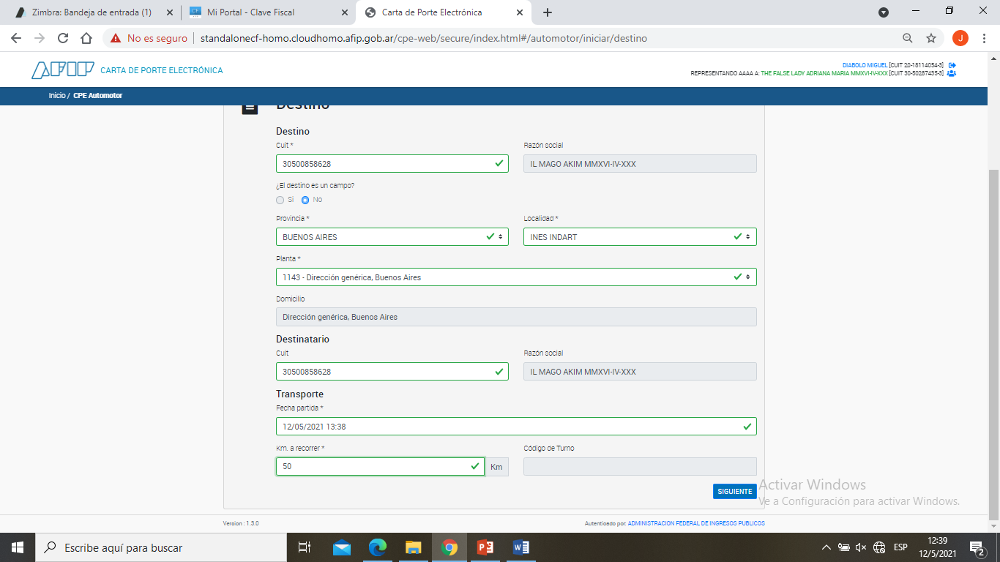 Zimbra: Bandeja de entrada (1)
Mi Portal - Clave Fiscal
Carta de Porte Electrónica
No es seguro
standalonecf-homo.cloudhomo.afip.gob.ar/cpe-web/secure/index.html#/automotor/iniciar/destino
J
AFIP CARTA DE PORTE ELECTRÓNICA
DIABOLO MIGUEL [CUIT 20-18114054-3]
REPRESENTANDO AAAA A: THE FALSE LADY ADRIANA MARIA MMXVI-IV-XXX [CUIT 30-50287435-3]
Inicio / CPE Automotor
Destino
Destino
Cuit *
Razón social
30500858628
IL MAGO AKIM MMXVI-IV-XXX
¿El destino es un campo?
Si No
Provincia *
Localidad *
BUENOS AIRES
INES INDART
Planta *
1143 - Dirección genérica, Buenos Aires
Domicilio
Dirección genérica, Buenos Aires
Destinatario
Cuit
Razón social
30500858628
IL MAGO AKIM MMXVI-IV-XXX
Transporte
Fecha partida *
12/05/2021 13:38
Km. a recorrer *
Código de Turno
50 Km
SIGUIENTE
Activar Windows
Ve a Configuración para activar Windows.
Version : 1.3.0
Autenticado por: ADMINISTRACION FEDERAL DE INGRESOS PUBLICOS
Escribe aquí para buscar
ESP
12:39
12/5/2021
2